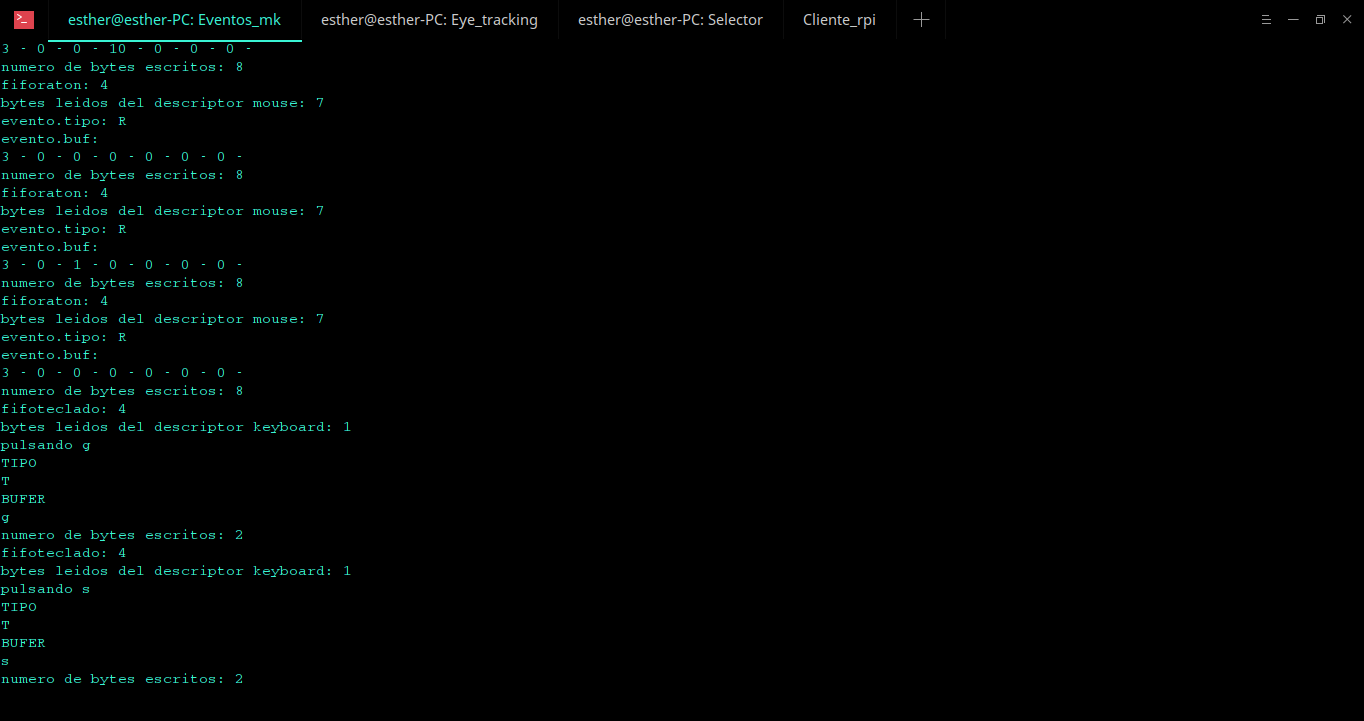 >_ esther@esther-PC: Eventos_mk esther@esther-PC: Eye_tracking esther@esther-PC: Selector Cliente_rpi
3 - 0 - 0 - 10 - 0 - 0 - 0 -
numero de bytes escritos: 8
fiforaton: 4
bytes leidos del descriptor mouse: 7
evento.tipo: R
evento.buf:
3 - 0 - 0 - 0 - 0 - 0 - 0 -
numero de bytes escritos: 8
fiforaton: 4
bytes leidos del descriptor mouse: 7
evento.tipo: R
evento.buf:
3 - 0 - 1 - 0 - 0 - 0 - 0 -
numero de bytes escritos: 8
fiforaton: 4
bytes leidos del descriptor mouse: 7
evento.tipo: R
evento.buf:
3 - 0 - 0 - 0 - 0 - 0 - 0 -
numero de bytes escritos: 8
fifoteclado: 4
bytes leidos del descriptor keyboard: 1
pulsando g
TIPO
T
BUFER
g
numero de bytes escritos: 2
fifoteclado: 4
bytes leidos del descriptor keyboard: 1
pulsando s
TIPO
T
BUFER
s
numero de bytes escritos: 2